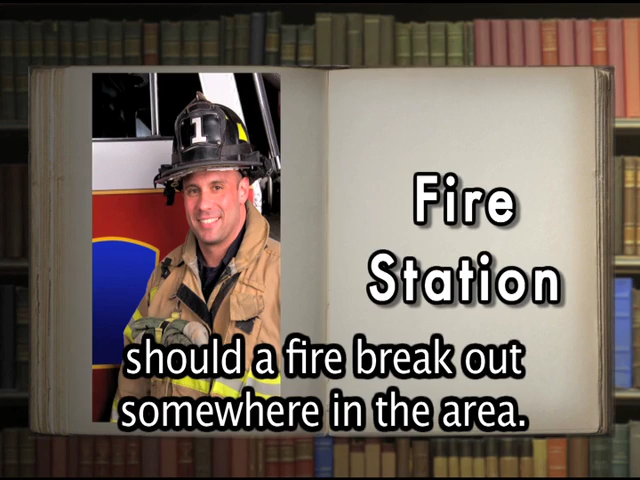 1
Fire
Station
should a fire break out
somewhere in the area.